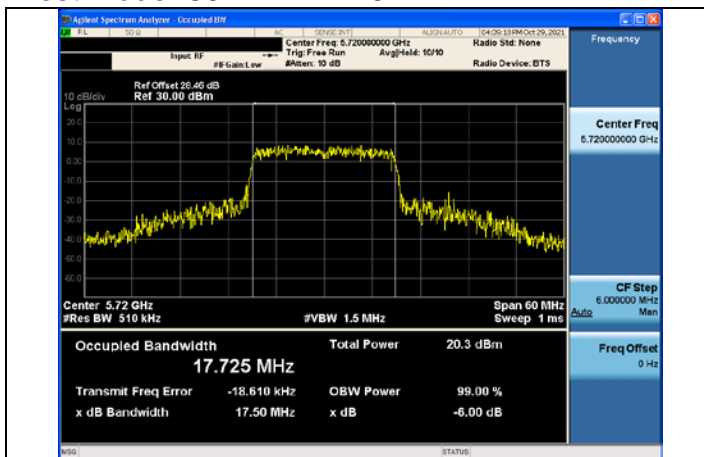 Agilent Spectrum Analyzer - Occupied BW
RL 50 Ω AC SENSE:INT ALIGN AUTO 04:09:10 PM Oct 29, 2021
Center Freq: 5.720000000 GHz Radio Std: None
Input: RF Trig: Free Run Avg|Hold: 10/10
#IFGain:Low #Atten: 10 dB Radio Device: BTS
Ref Offset 26.46 dB
10 dB/div Ref 30.00 dBm
Log
20.0
10.0
0.00
-10.0
-20.0
-30.0
-40.0
-50.0
-60.0
Center 5.72 GHz Span 60 MHz
#Res BW 510 kHz #VBW 1.5 MHz Sweep 1 ms
Occupied Bandwidth Total Power 20.3 dBm
17.725 MHz
Transmit Freq Error -18.610 kHz OBW Power 99.00 %
x dB Bandwidth 17.50 MHz x dB -6.00 dB
MSG STATUS
Frequency
Center Freq
5.720000000 GHz
CF Step
6.000000 MHz
Auto Man
Freq Offset
0 Hz